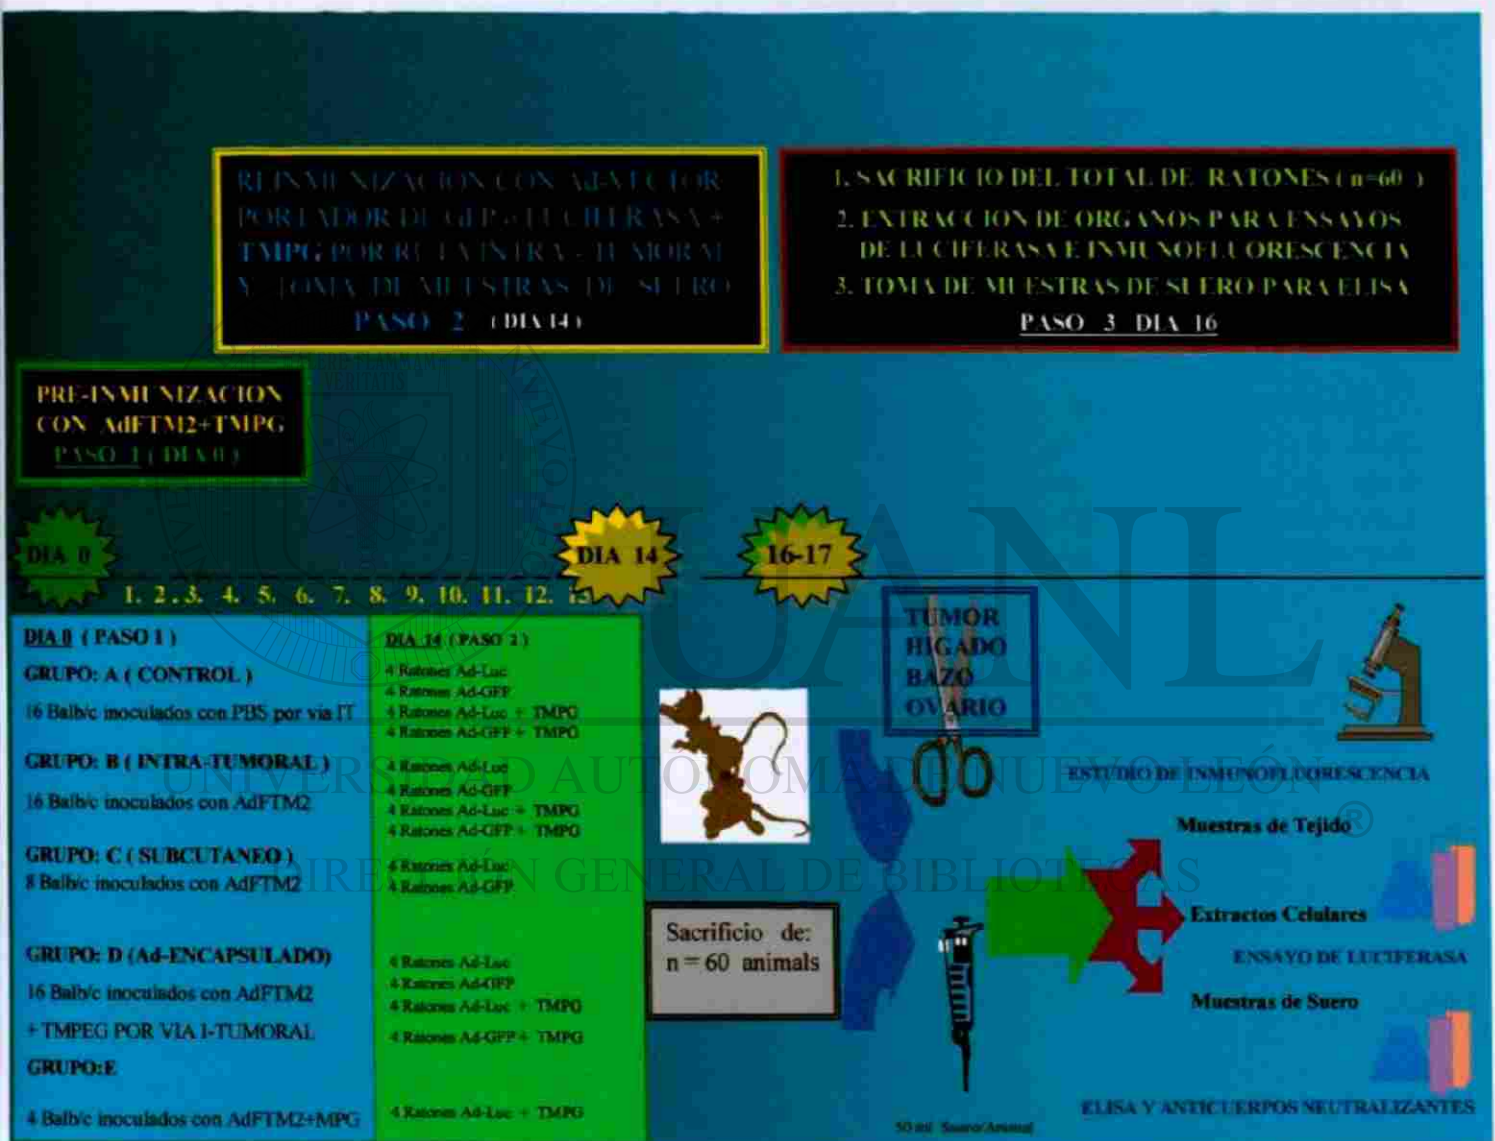 REINMUNIZACION CON Ad-VECTOR
PORTADOR DE GFP o LUCIFERASA +
TMPG POR RUTA INTRA - TUMORAL
Y TOMA DE MUESTRAS DE SUERO
PASO 2 ( DIA 14 )
1. SACRIFICIO DEL TOTAL DE RATONES ( n=60 )
2. EXTRACCION DE ORGANOS PARA ENSAYOS
DE LUCIFERASA E INMUNOFLUORESCENCIA
3. TOMA DE MUESTRAS DE SUERO PARA ELISA
PASO 3 DIA 16
PRE-INMUNIZACION
CON AdFTM2+TMPG
PASO 1 ( DIA 0 )
DIA 0
DIA 14
16-17
1. 2 . 3. 4. 5. 6. 7. 8. 9. 10. 11. 12. 13
DIA 0 ( PASO 1 )
GRUPO: A ( CONTROL )
16 Balb/c inoculados con PBS por via IT
GRUPO: B ( INTRA-TUMORAL )
16 Balb/c inoculados con AdFTM2
GRUPO: C ( SUBCUTANEO )
8 Balb/c inoculados con AdFTM2
GRUPO: D (Ad-ENCAPSULADO)
16 Balb/c inoculados con AdFTM2
+ TMPEG POR VIA I-TUMORAL
GRUPO:E
4 Balb/c inoculados con AdFTM2+MPG
DIA 14 ( PASO 2 )
4 Ratones Ad-Luc
4 Ratones Ad-GFP
4 Ratones Ad-Luc + TMPG
4 Ratones Ad-GFP + TMPG
4 Ratones Ad-Luc
4 Ratones Ad-GFP
4 Ratones Ad-Luc + TMPG
4 Ratones Ad-GFP + TMPG
4 Ratones Ad-Luc
4 Ratones Ad-GFP
4 Ratones Ad-Luc
4 Ratones Ad-GFP
4 Ratones Ad-Luc + TMPG
4 Ratones Ad-GFP + TMPG
4 Ratones Ad-Luc + TMPG
Sacrificio de:
n = 60 animals
TUMOR
HIGADO
BAZO
OVARIO
50 ml Suero/Animal
ESTUDIO DE INMUNOFLUORESCENCIA
Muestras de Tejido
Extractos Celulares
ENSAYO DE LUCIFERASA
Muestras de Suero
ELISA Y ANTICUERPOS NEUTRALIZANTES
UANL
UNIVERSIDAD AUTÓNOMA DE NUEVO LEÓN
®
DIRECCIÓN GENERAL DE BIBLIOTECAS
VERITATIS